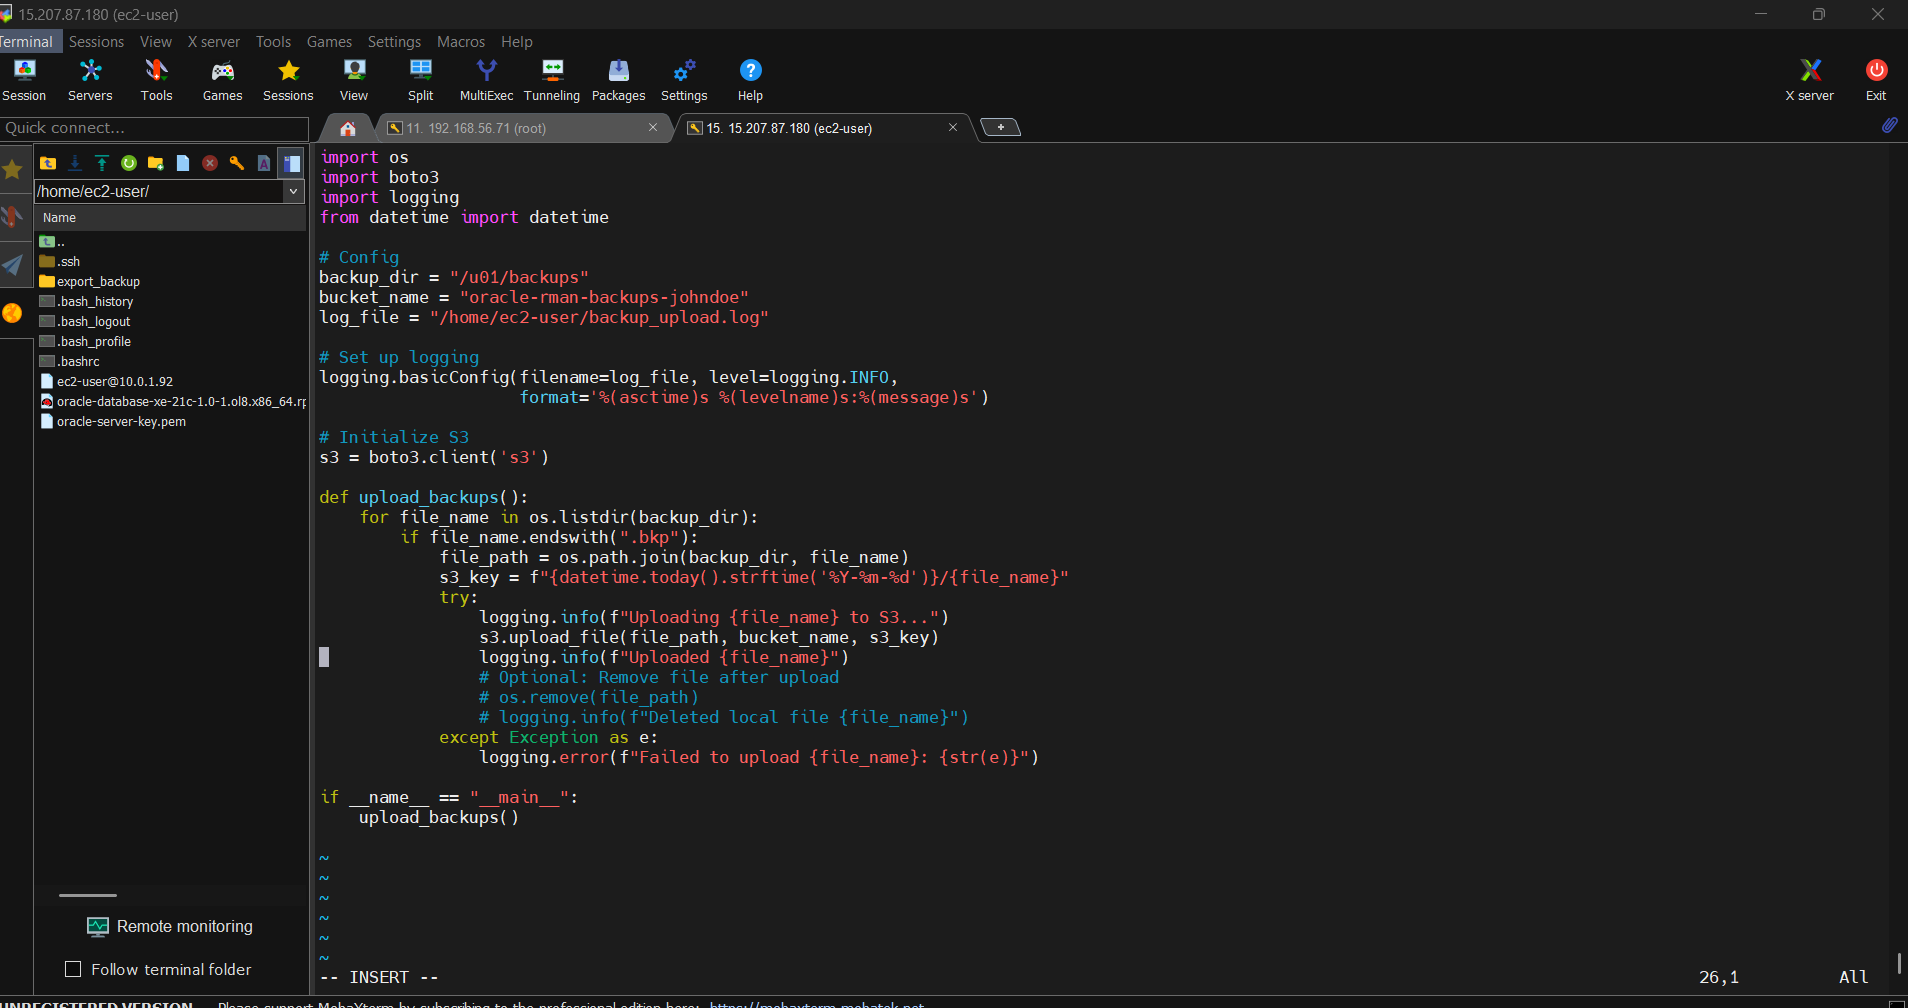 15.207.87.180 (ec2-user)
Terminal Sessions View X server Tools Games Settings Macros Help
Session Servers Tools Games Sessions View Split MultiExec Tunneling Packages Settings Help X server Exit
Quick connect...
11. 192.168.56.71 (root)
15. 15.207.87.180 (ec2-user)
/home/ec2-user/
Name
..
.ssh
export_backup
.bash_history
.bash_logout
.bash_profile
.bashrc
ec2-user@10.0.1.92
oracle-database-xe-21c-1.0-1.ol8.x86_64.rp
oracle-server-key.pem
Remote monitoring
Follow terminal folder
import os
import boto3
import logging
from datetime import datetime
# Config
backup_dir = "/u01/backups"
bucket_name = "oracle-rman-backups-johndoe"
log_file = "/home/ec2-user/backup_upload.log"
# Set up logging
logging.basicConfig(filename=log_file, level=logging.INFO,
                    format='%(asctime)s %(levelname)s:%(message)s')
# Initialize S3
s3 = boto3.client('s3')
def upload_backups():
    for file_name in os.listdir(backup_dir):
        if file_name.endswith(".bkp"):
            file_path = os.path.join(backup_dir, file_name)
            s3_key = f"{datetime.today().strftime('%Y-%m-%d')}/{file_name}"
            try:
                logging.info(f"Uploading {file_name} to S3...")
                s3.upload_file(file_path, bucket_name, s3_key)
                logging.info(f"Uploaded {file_name}")
                # Optional: Remove file after upload
                # os.remove(file_path)
                # logging.info(f"Deleted local file {file_name}")
            except Exception as e:
                logging.error(f"Failed to upload {file_name}: {str(e)}")
if __name__ == "__main__":
    upload_backups()
~
~
~
~
~
~
-- INSERT -- 26,1 All
UNREGISTERED VERSION - Please support MobaXterm by subscribing to the professional edition here: https://mobaxterm.mobatek.net